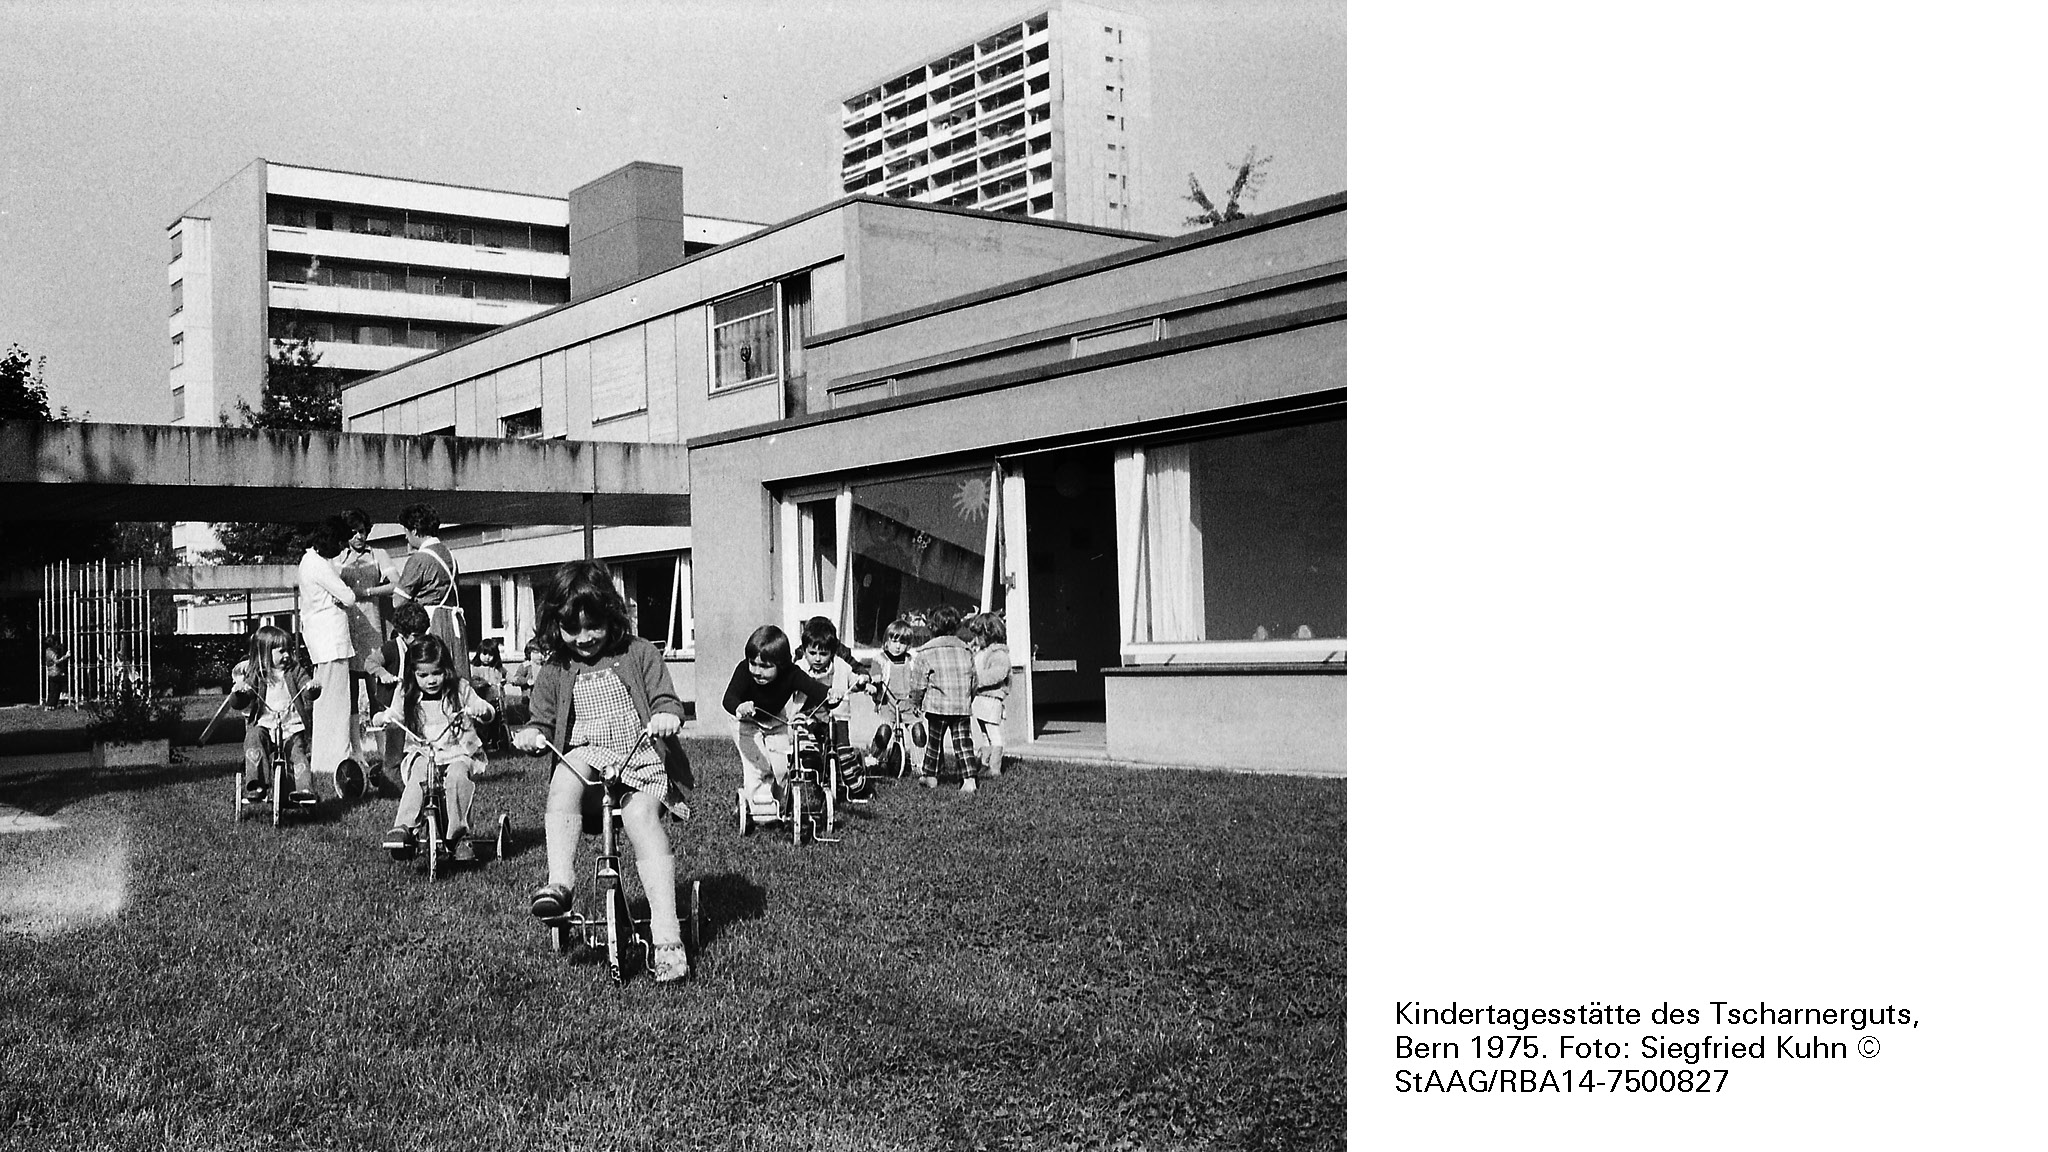 Kindertagesstätte des Tscharnerguts,
Bern 1975. Foto: Siegfried Kuhn ©
StAAG/RBA14-7500827